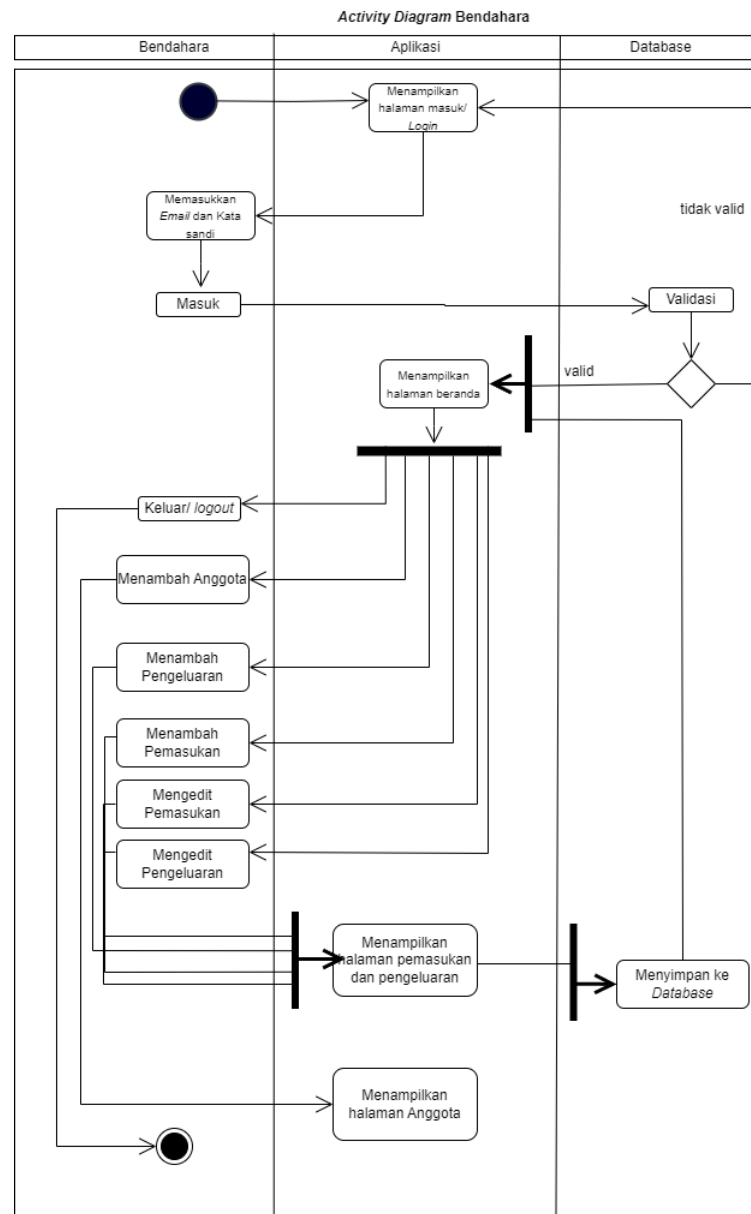 Activity Diagram Bendahara
Bendahara
Aplikasi
Database
Menampilkan
halaman masuk/
Login
Memasukkan
Email dan Kata
sandi
tidak valid
Masuk
Validasi
Menampilkan
halaman beranda
valid
Keluar/ logout
Menambah Anggota
Menambah
Pengeluaran
Menambah
Pemasukan
Mengedit
Pemasukan
Mengedit
Pengeluaran
Menampilkan
halaman pemasukan
dan pengeluaran
Menyimpan ke
Database
Menampilkan
halaman Anggota